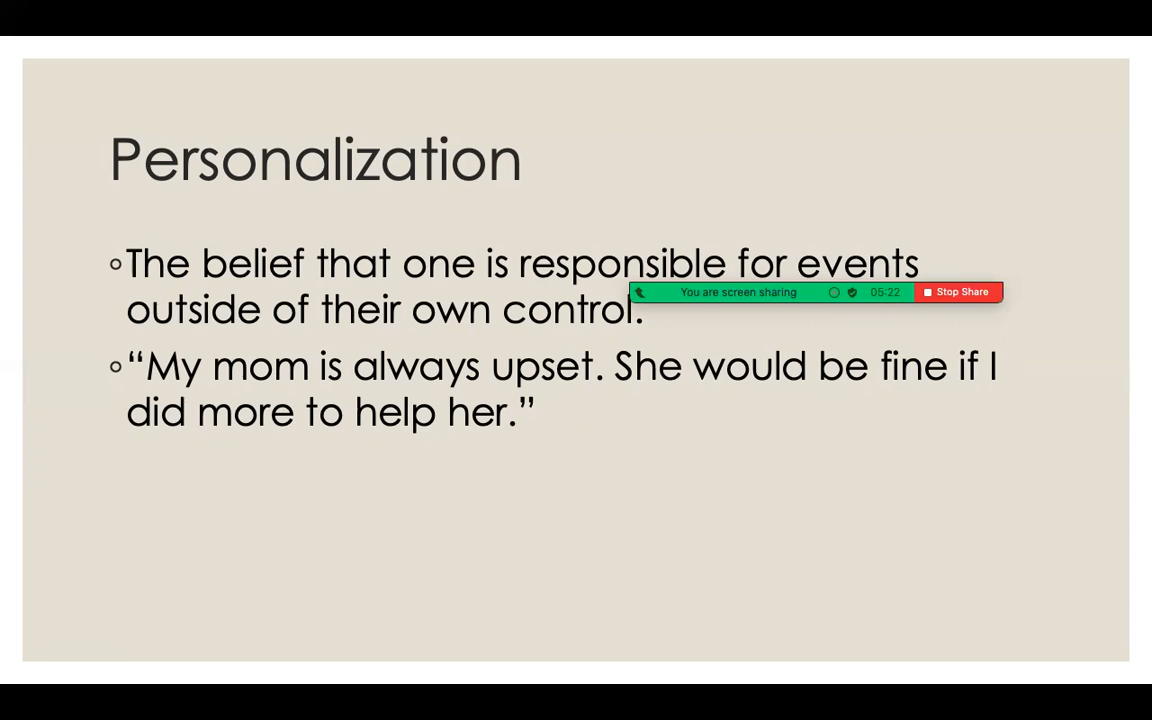 Personalization
◦The belief that one is responsible for events
You are screen sharing 05:22 Stop Share
outside of their own control.
◦“My mom is always upset. She would be fine if I
did more to help her.”